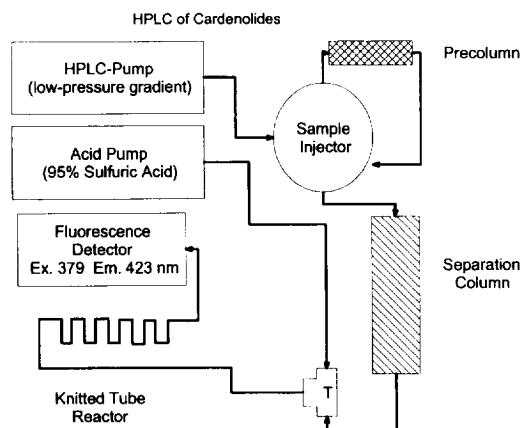 HPLC of Cardenolides
HPLC-Pump
(low-pressure gradient)
Precolumn
Sample
Injector
Acid Pump
(95% Sulfuric Acid)
Fluorescence
Detector
Ex. 379 Em. 423 nm
Separation
Column
T
Knitted Tube
Reactor